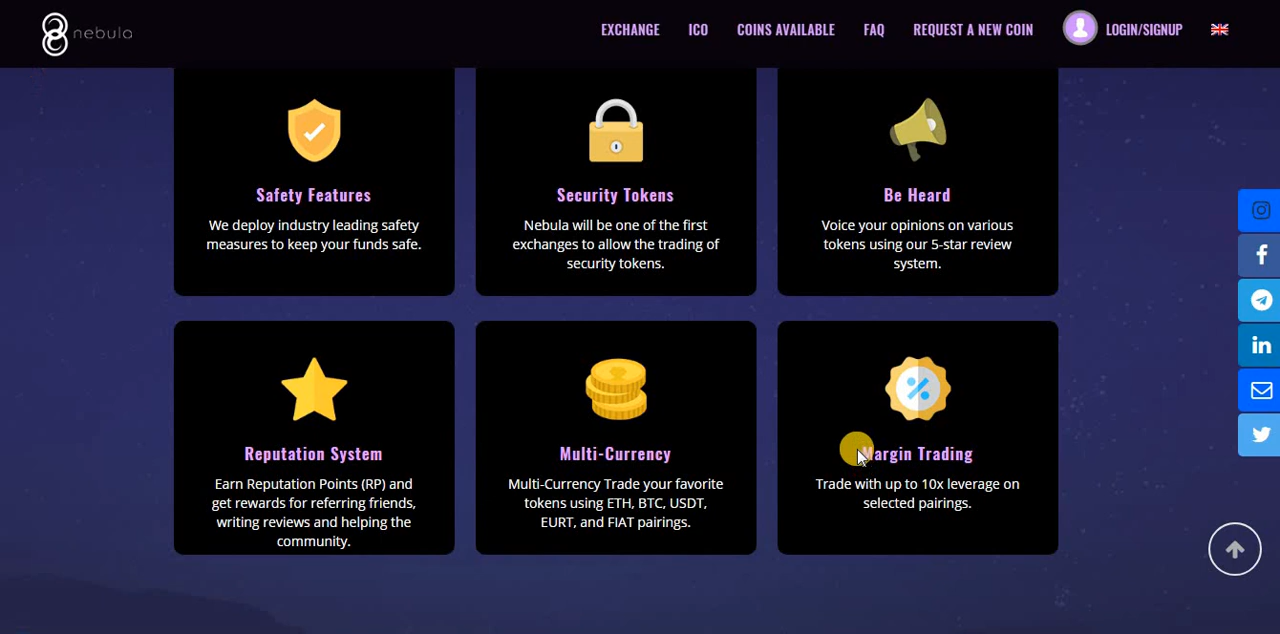 nebula
EXCHANGE ICO COINS AVAILABLE FAQ REQUEST A NEW COIN LOGIN/SIGNUP
Safety Features
We deploy industry leading safety
measures to keep your funds safe.
Security Tokens
Nebula will be one of the first
exchanges to allow the trading of
security tokens.
Be Heard
Voice your opinions on various
tokens using our 5-star review
system.
Reputation System
Earn Reputation Points (RP) and
get rewards for referring friends,
writing reviews and helping the
community.
Multi-Currency
Multi-Currency Trade your favorite
tokens using ETH, BTC, USDT,
EURT, and FIAT pairings.
Margin Trading
Trade with up to 10x leverage on
selected pairings.